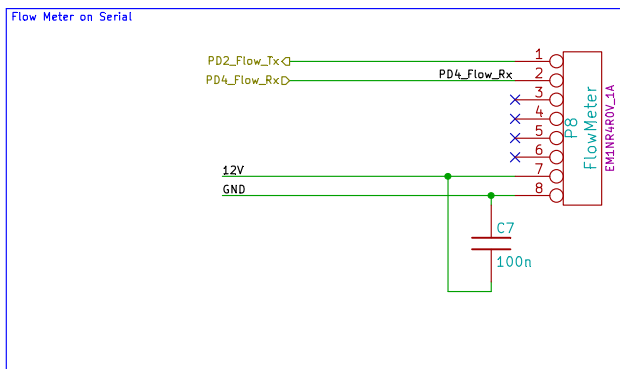 Flow Meter on Serial
PD2_Flow_Tx
PD4_Flow_Rx
PD4_Flow_Rx
12V
GND
1
2
3
4
5
6
7
8
P8
FlowMeter
EM1NR4R0V_1A
C7
100n